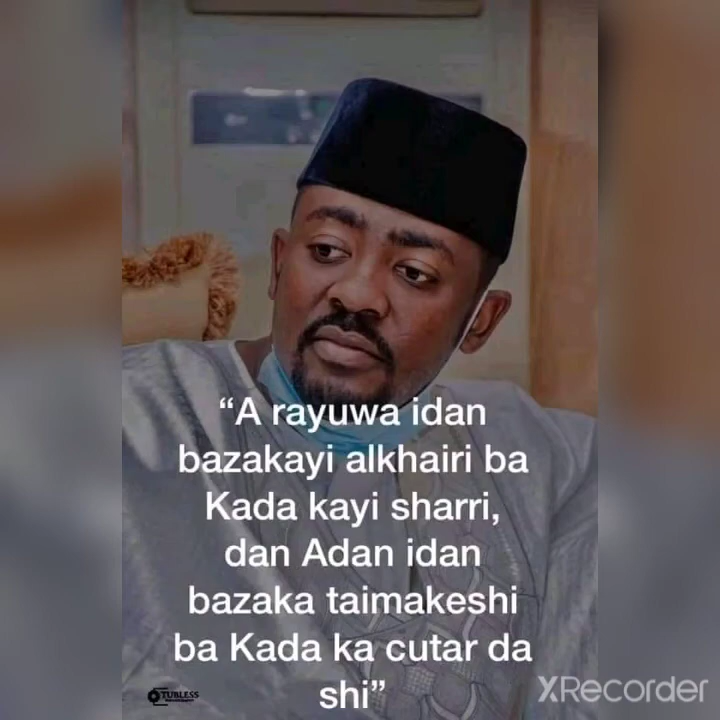 “A rayuwa idan
bazakayi alkhairi ba
Kada kayi sharri,
dan Adan idan
bazaka taimakeshi
ba Kada ka cutar da
shi”
TUBLESS
XRecorder